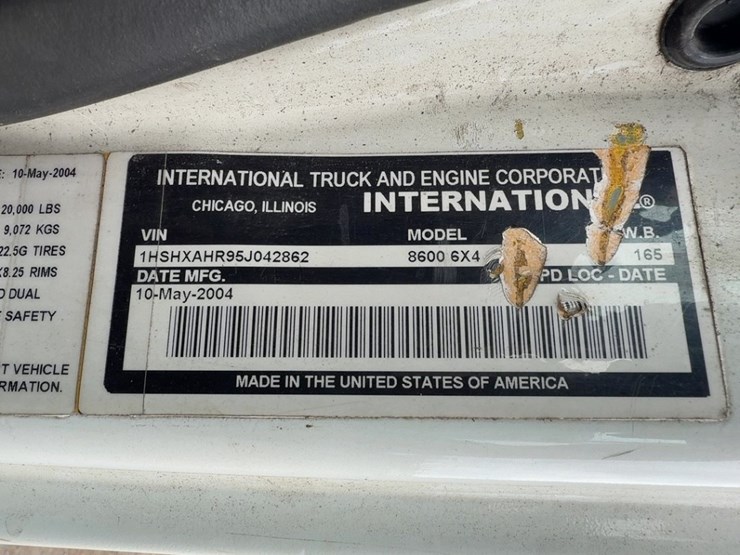 : 10-May-2004
20,000 LBS
9,072 KGS
22.5G TIRES
X8.25 RIMS
DUAL
SAFETY
VEHICLE
RMATION.
INTERNATIONAL TRUCK AND ENGINE CORPORAT
CHICAGO, ILLINOIS INTERNATION ®
VIN MODEL W.B.
1HSHXAHR95J042862 8600 6X4 165
DATE MFG. PD LOC - DATE
10-May-2004
MADE IN THE UNITED STATES OF AMERICA